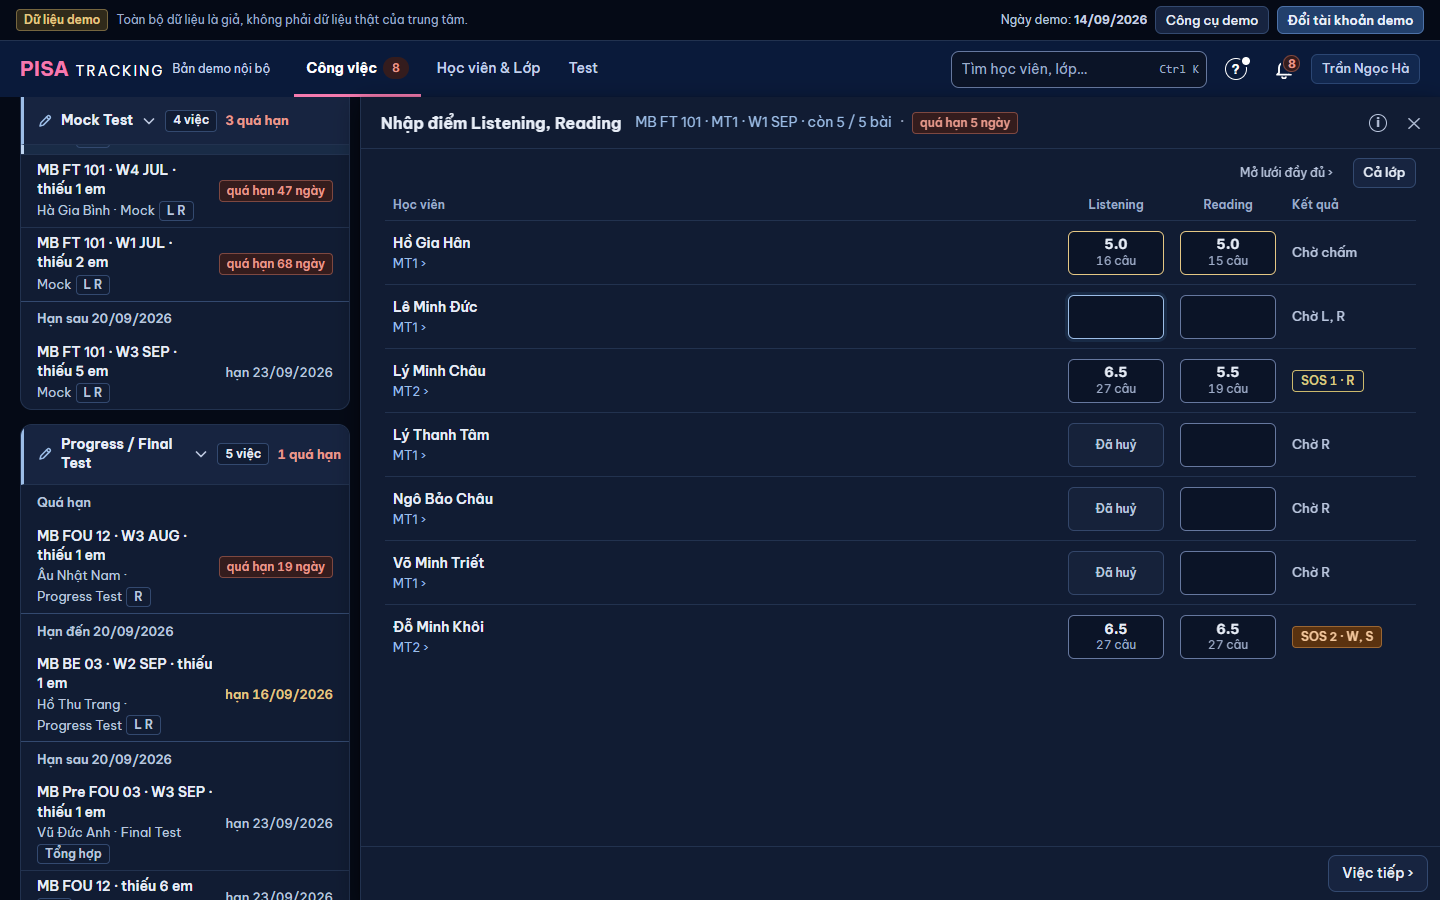 Dữ liệu demo Toàn bộ dữ liệu là giả, không phải dữ liệu thật của trung tâm.
Ngày demo: 14/09/2026 Công cụ demo Đổi tài khoản demo
PISA TRACKING Bản demo nội bộ Công việc 8 Học viên & Lớp Test
Tìm học viên, lớp... Ctrl K ? 8 Trần Ngọc Hà
Mock Test 4 việc 3 quá hạn
MB FT 101 · W4 JUL ·
thiếu 1 em
quá hạn 47 ngày
Hà Gia Bình · Mock L R
MB FT 101 · W1 JUL ·
thiếu 2 em
quá hạn 68 ngày
Mock L R
Hạn sau 20/09/2026
MB FT 101 · W3 SEP ·
thiếu 5 em
hạn 23/09/2026
Mock L R
Progress / Final
Test
5 việc 1 quá hạn
Quá hạn
MB FOU 12 · W3 AUG ·
thiếu 1 em
quá hạn 19 ngày
Âu Nhật Nam ·
Progress Test R
Hạn đến 20/09/2026
MB BE 03 · W2 SEP · thiếu
1 em
hạn 16/09/2026
Hồ Thu Trang ·
Progress Test L R
Hạn sau 20/09/2026
MB Pre FOU 03 · W3 SEP ·
thiếu 1 em
hạn 23/09/2026
Vũ Đức Anh · Final Test
Tổng hợp
MB FOU 12 · thiếu 6 em
hạn 23/09/2026
Nhập điểm Listening, Reading MB FT 101 · MT1 · W1 SEP · còn 5 / 5 bài · quá hạn 5 ngày
Mở lưới đầy đủ › Cả lớp
Học viên Listening Reading Kết quả
Hồ Gia Hân 5.0 5.0 Chờ chấm
MT1 › 16 câu 15 câu
Lê Minh Đức Chờ L, R
MT1 ›
Lý Minh Châu 6.5 5.5 SOS 1 · R
MT2 › 27 câu 19 câu
Lý Thanh Tâm Đã huỷ Chờ R
MT1 ›
Ngô Bảo Châu Đã huỷ Chờ R
MT1 ›
Võ Minh Triết Đã huỷ Chờ R
MT1 ›
Đỗ Minh Khôi 6.5 6.5 SOS 2 · W, S
MT2 › 27 câu 27 câu
Việc tiếp ›